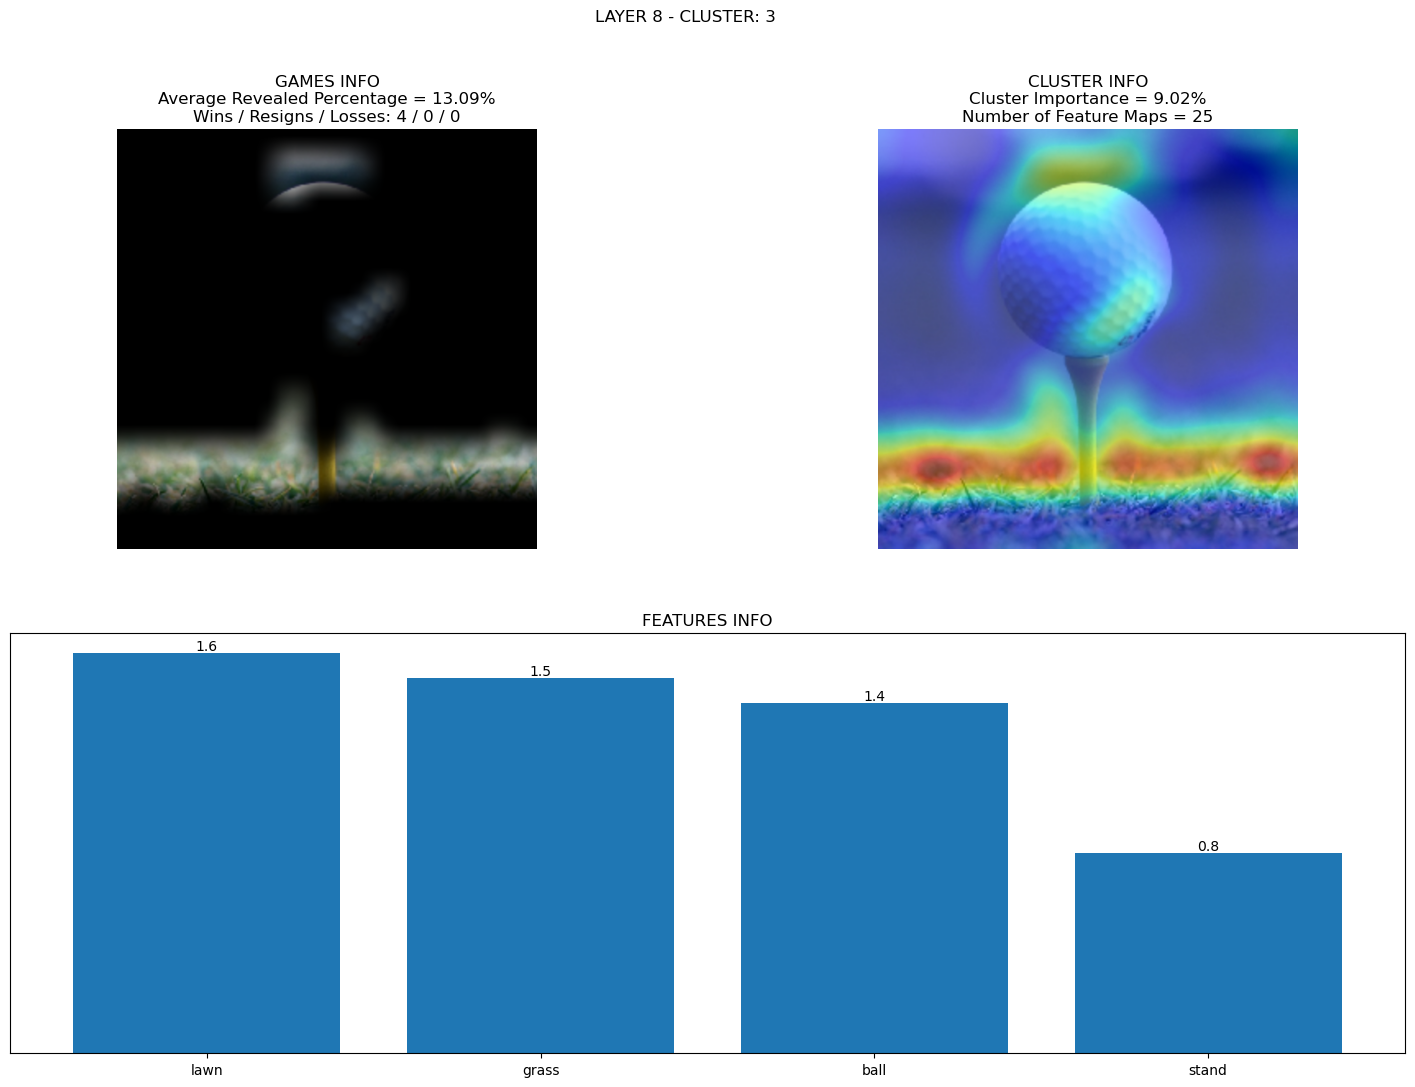 LAYER 8 - CLUSTER: 3
GAMES INFO
Average Revealed Percentage = 13.09%
Wins / Resigns / Losses: 4 / 0 / 0
CLUSTER INFO
Cluster Importance = 9.02%
Number of Feature Maps = 25
FEATURES INFO
1.6
1.5
1.4
0.8
lawn
grass
ball
stand